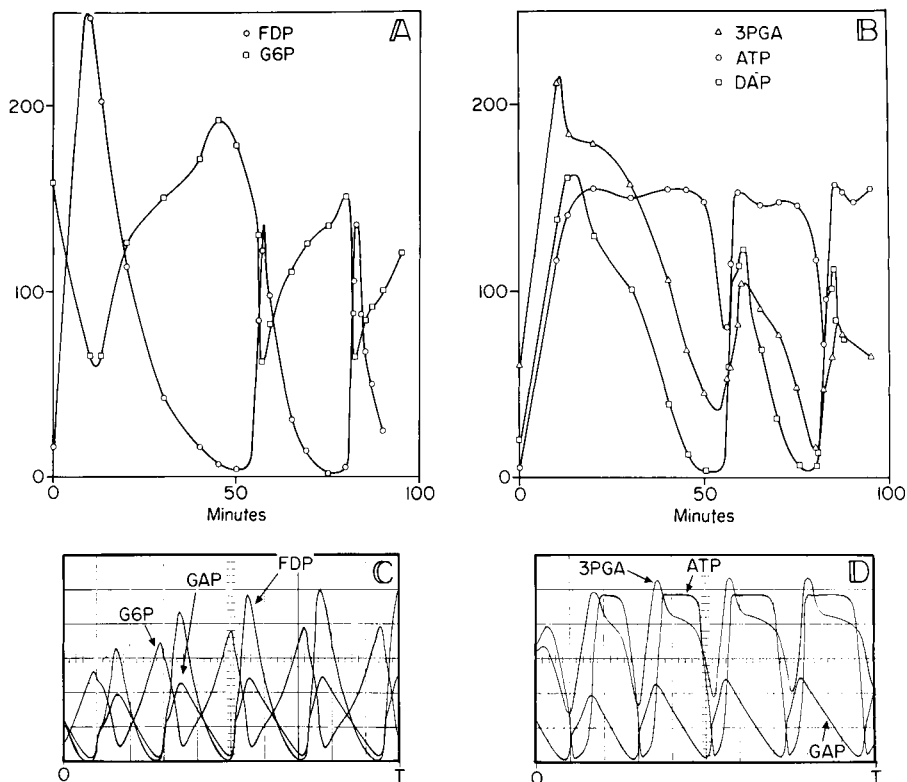 A
○ FDP
□ G6P
200
100
0
0 50 100
Minutes
B
△ 3PGA
○ ATP
□ DAP
200
100
0
0 50 100
Minutes
C
FDP
GAP
G6P
0 T
D
3PGA ATP
GAP
0 T